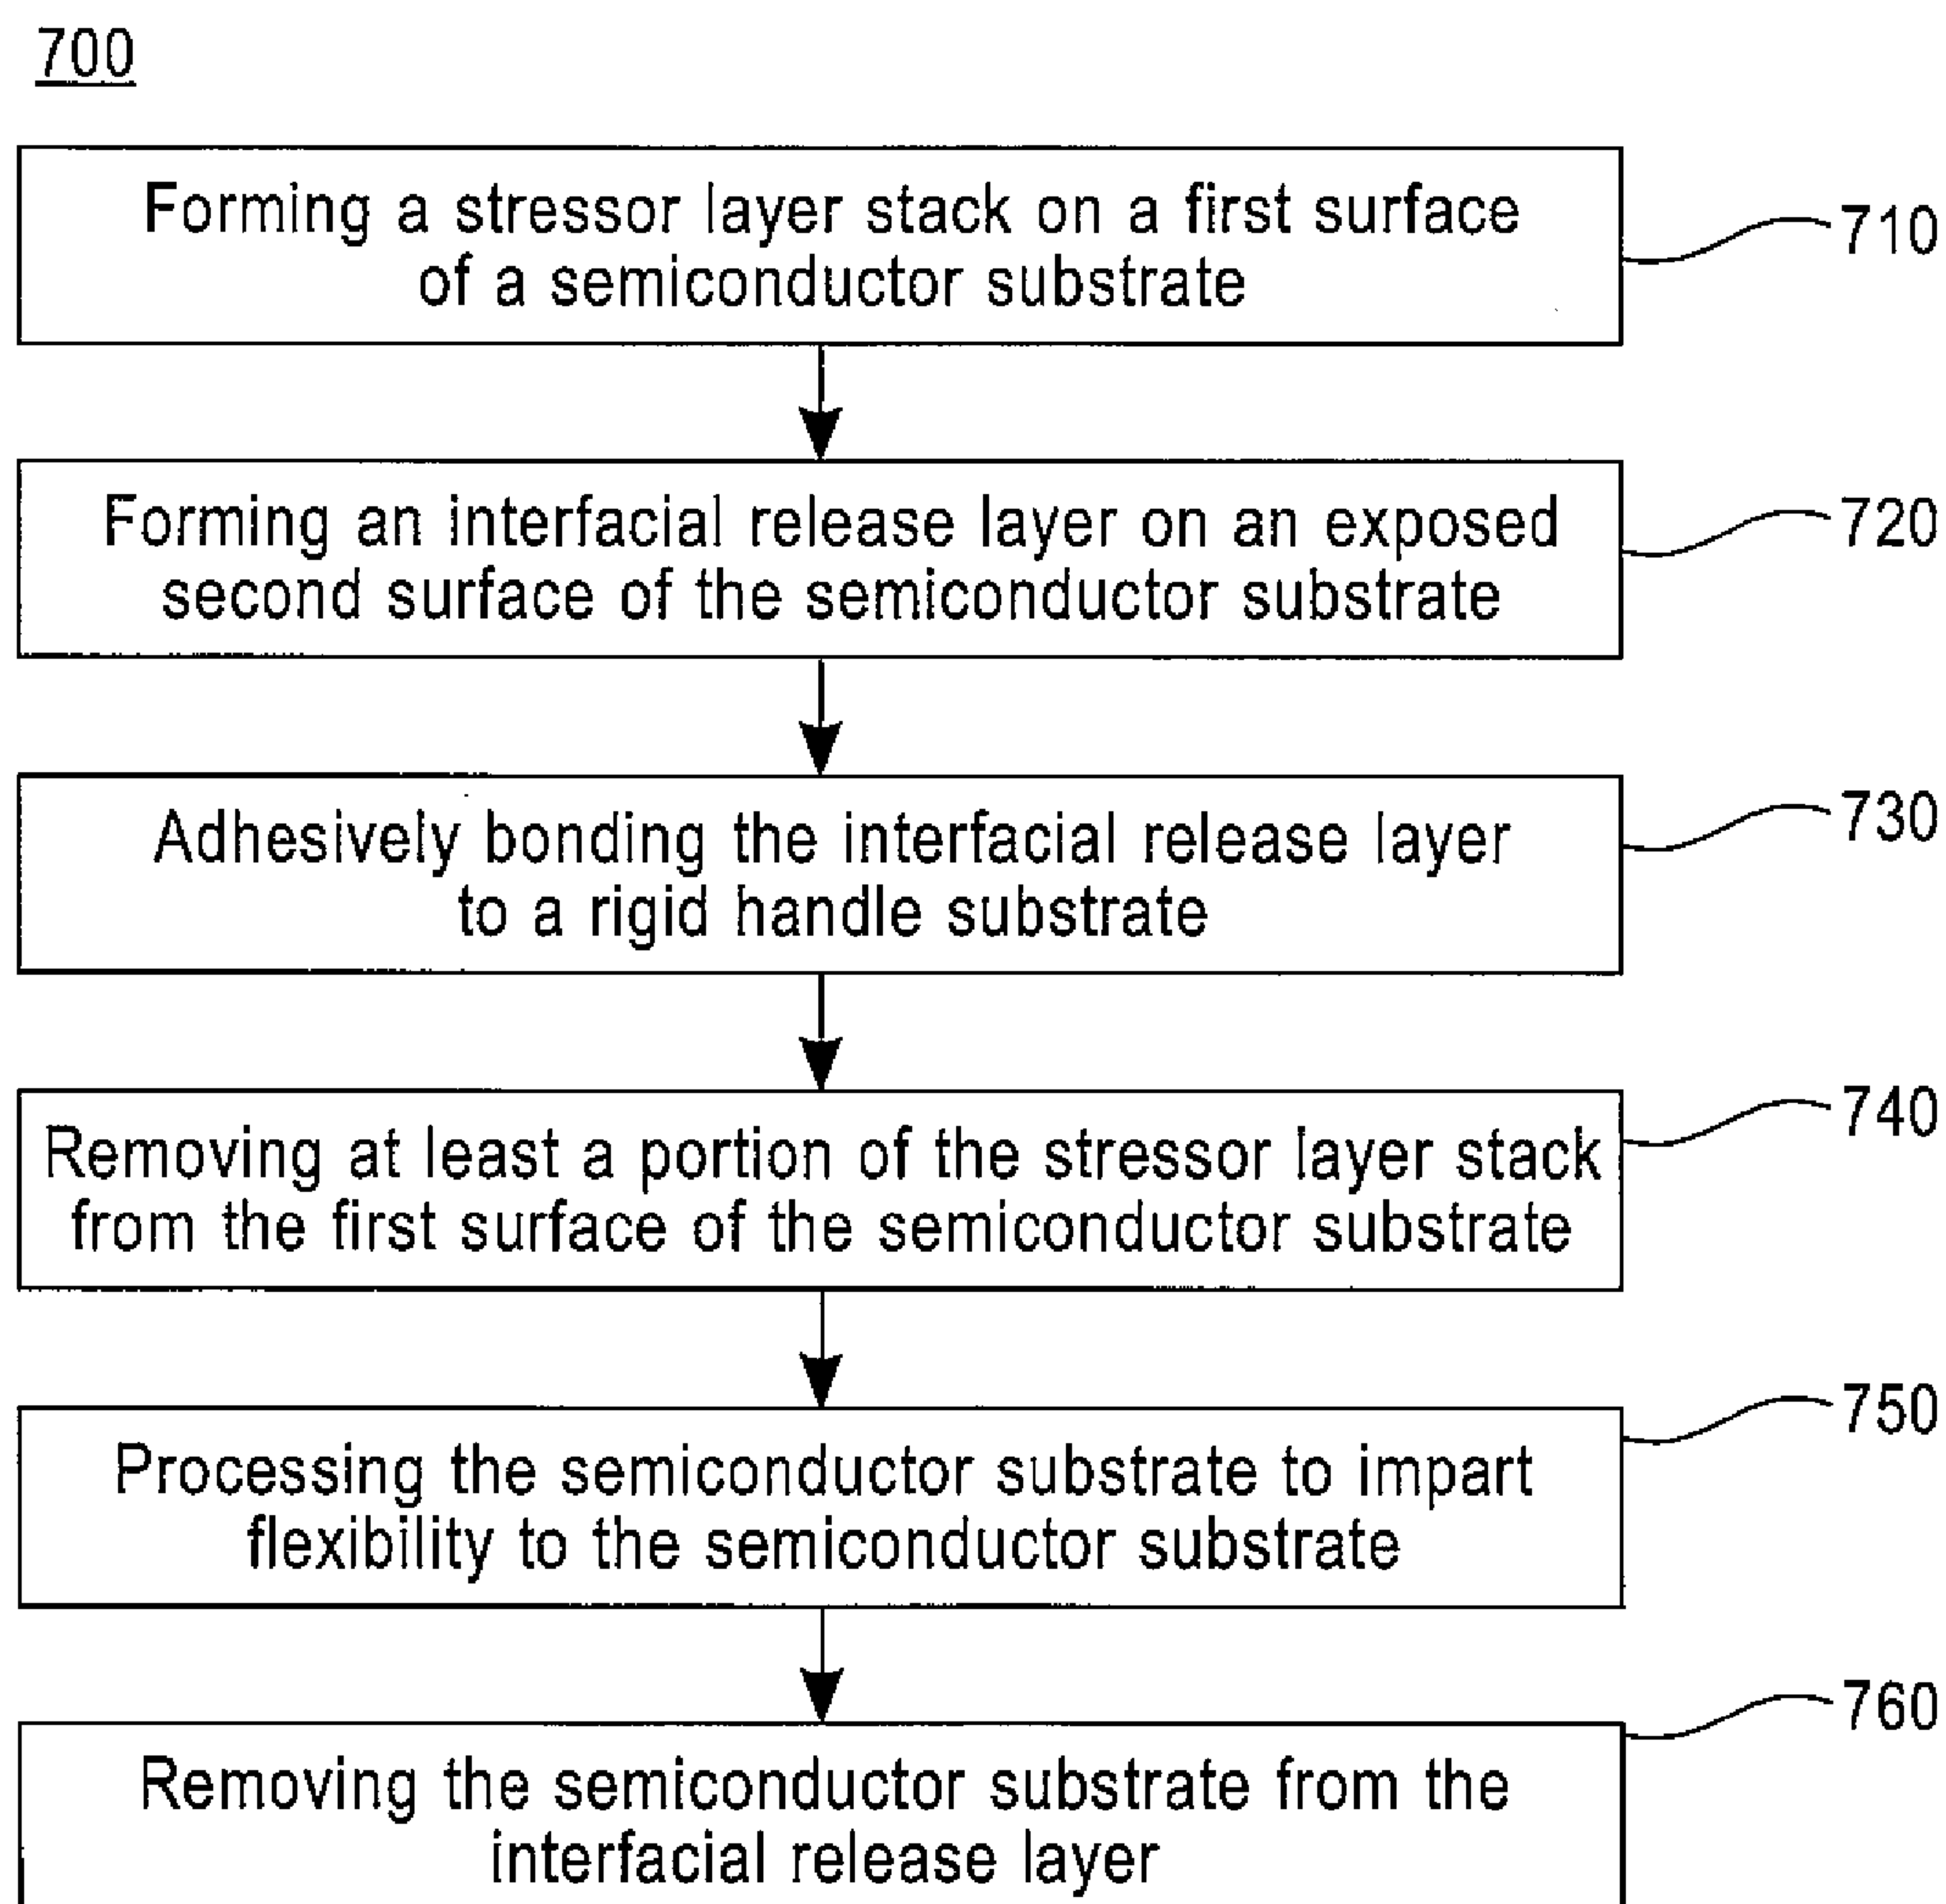 700
Forming a stressor layer stack on a first surface
of a semiconductor substrate
710
Forming an interfacial release layer on an exposed
second surface of the semiconductor substrate
720
Adhesively bonding the interfacial release layer
to a rigid handle substrate
730
Removing at least a portion of the stressor layer stack
from the first surface of the semiconductor substrate
740
Processing the semiconductor substrate to impart
flexibility to the semiconductor substrate
750
Removing the semiconductor substrate from the
interfacial release layer
760